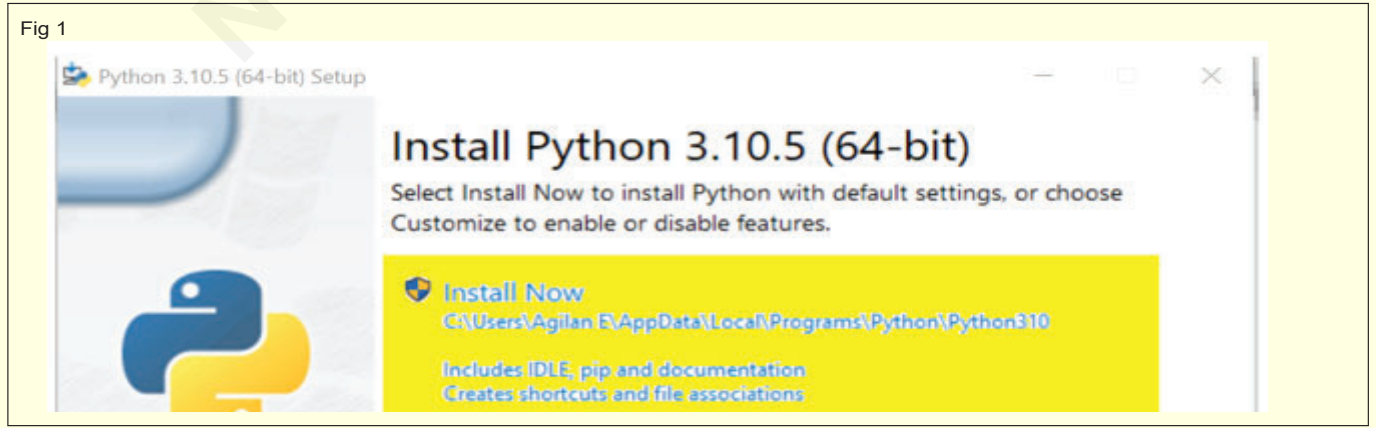 Fig 1
Python 3.10.5 (64-bit) Setup
Install Python 3.10.5 (64-bit)
Select Install Now to install Python with default settings, or choose
Customize to enable or disable features.
Install Now
C:\Users\Agilan E\AppData\Local\Programs\Python\Python310
Includes IDLE, pip and documentation
Creates shortcuts and file associations